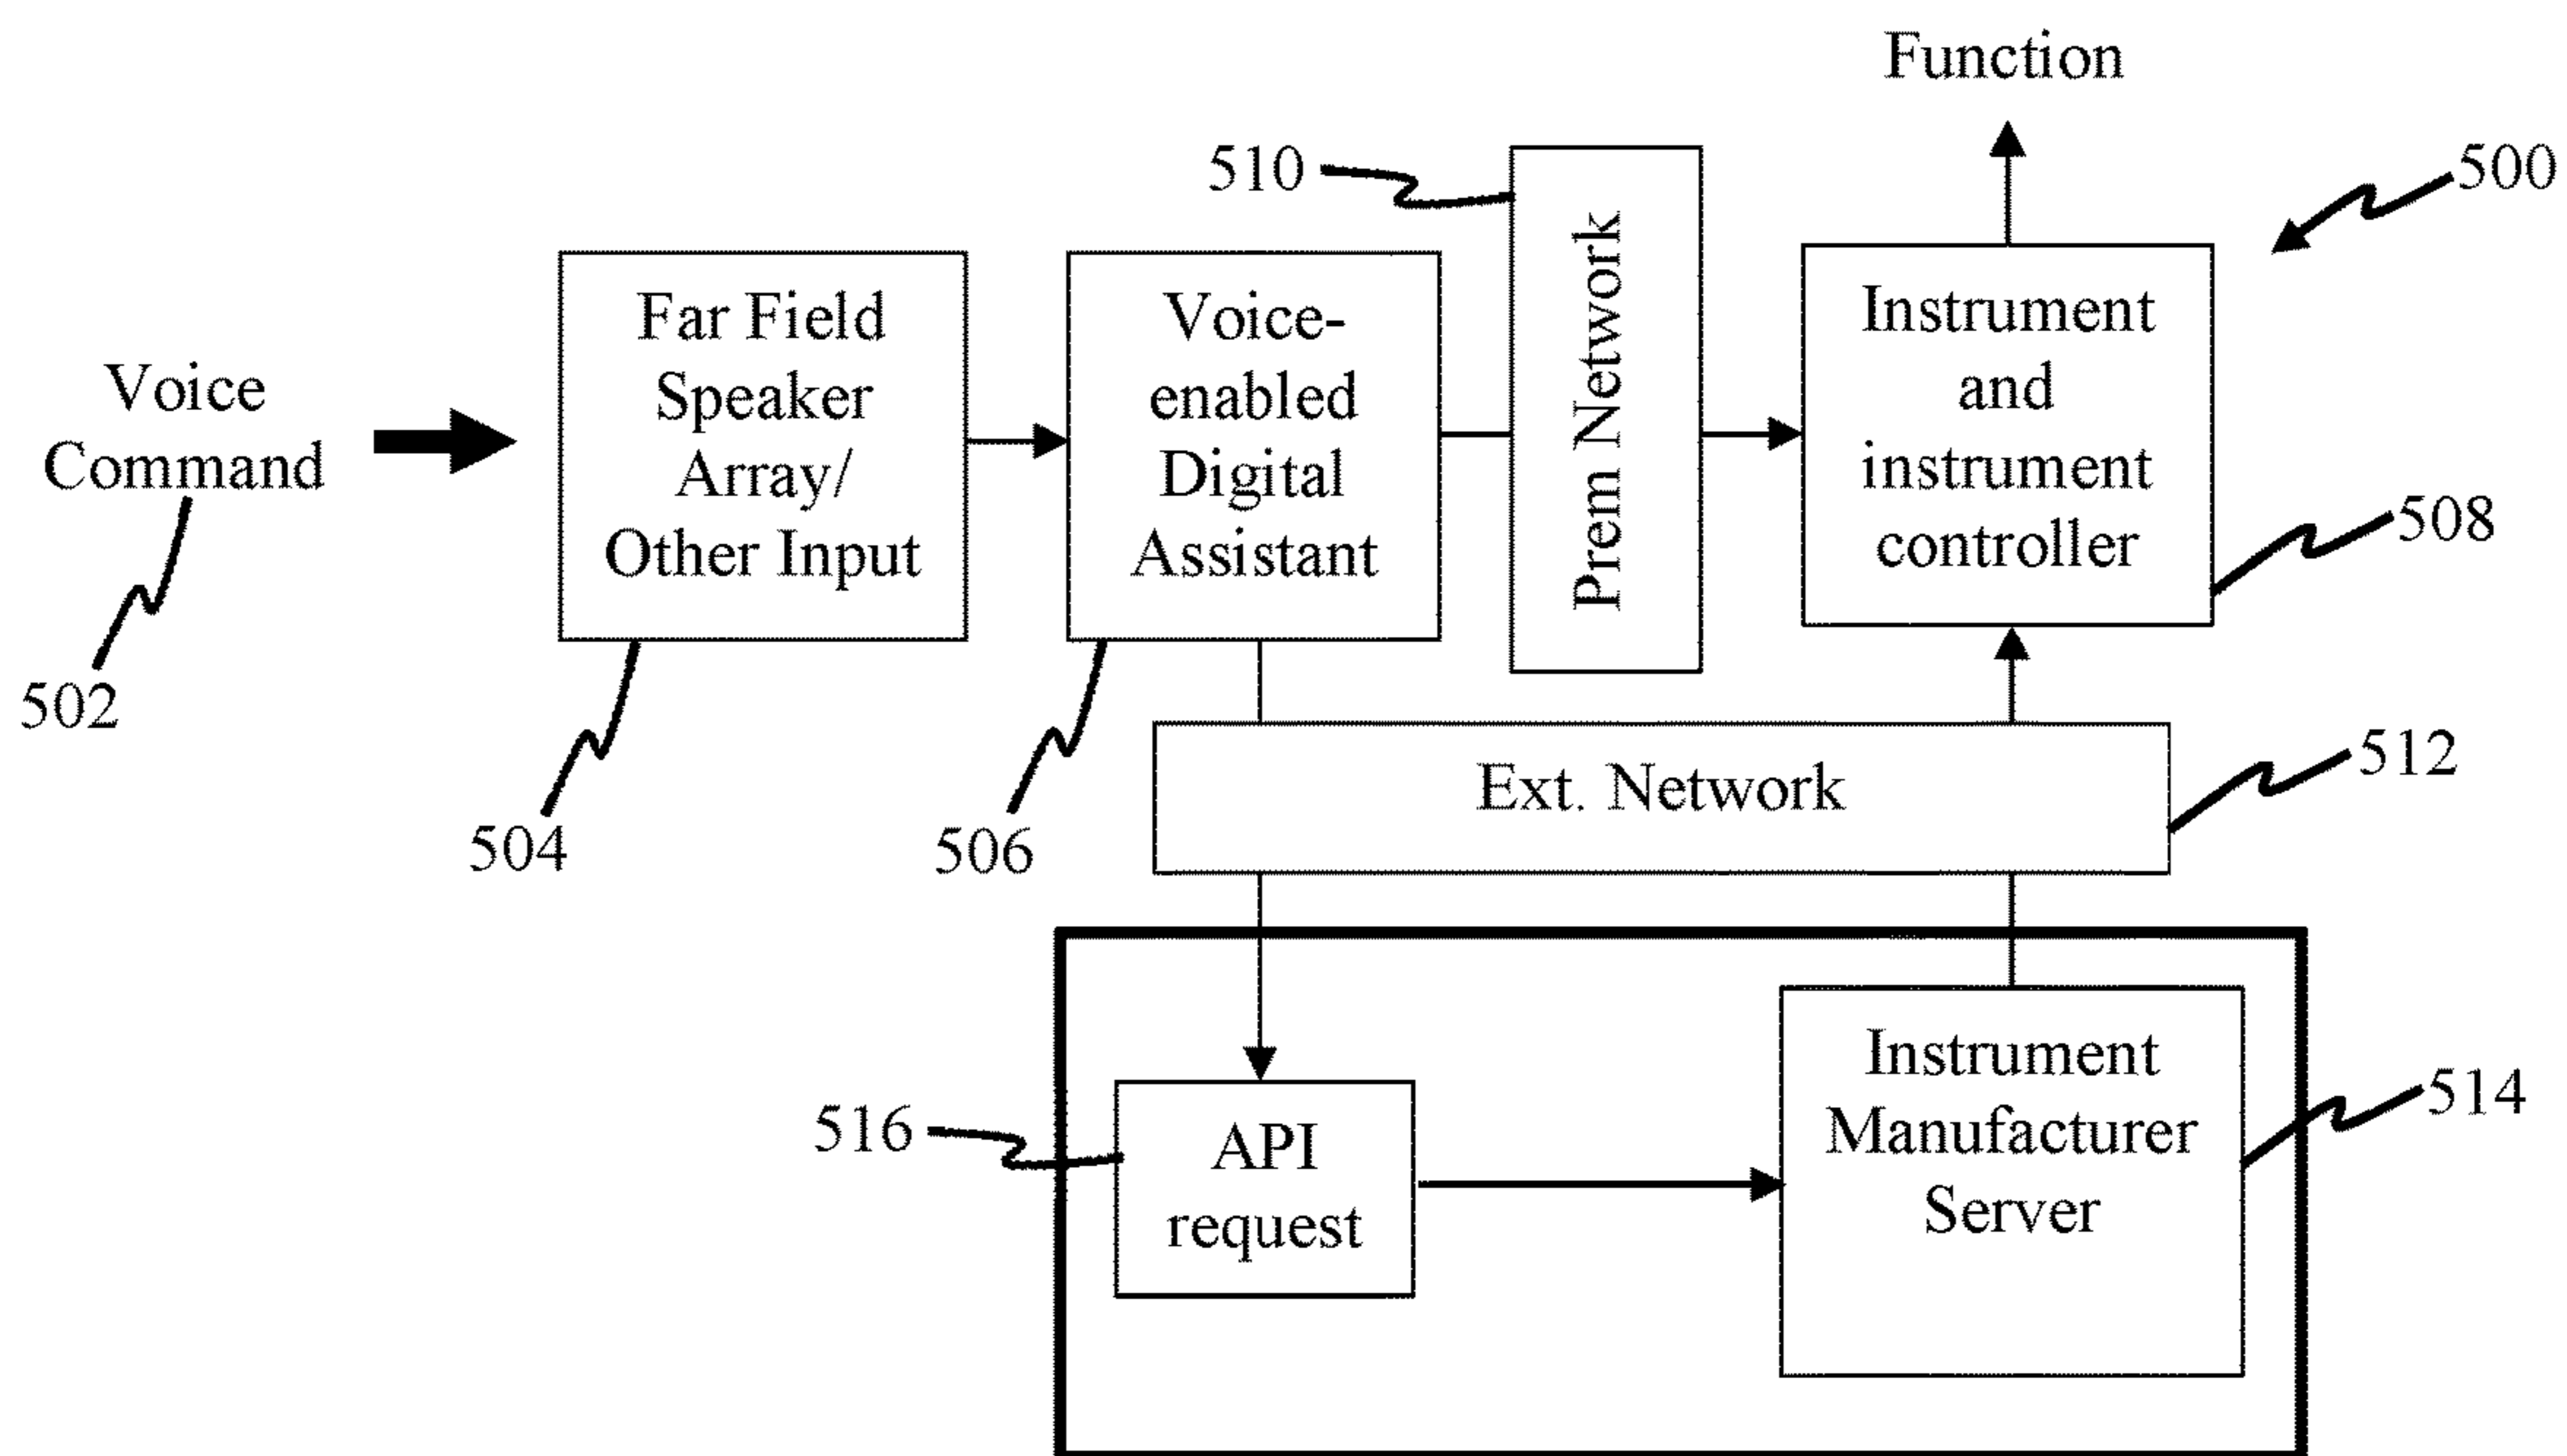 Function
510
500
Voice
Command
Far Field
Speaker
Array/
Other Input
Voice-
enabled
Digital
Assistant
Prem Network
Instrument
and
instrument
controller
508
502
504
506
Ext. Network
512
516
API
request
Instrument
Manufacturer
Server
514